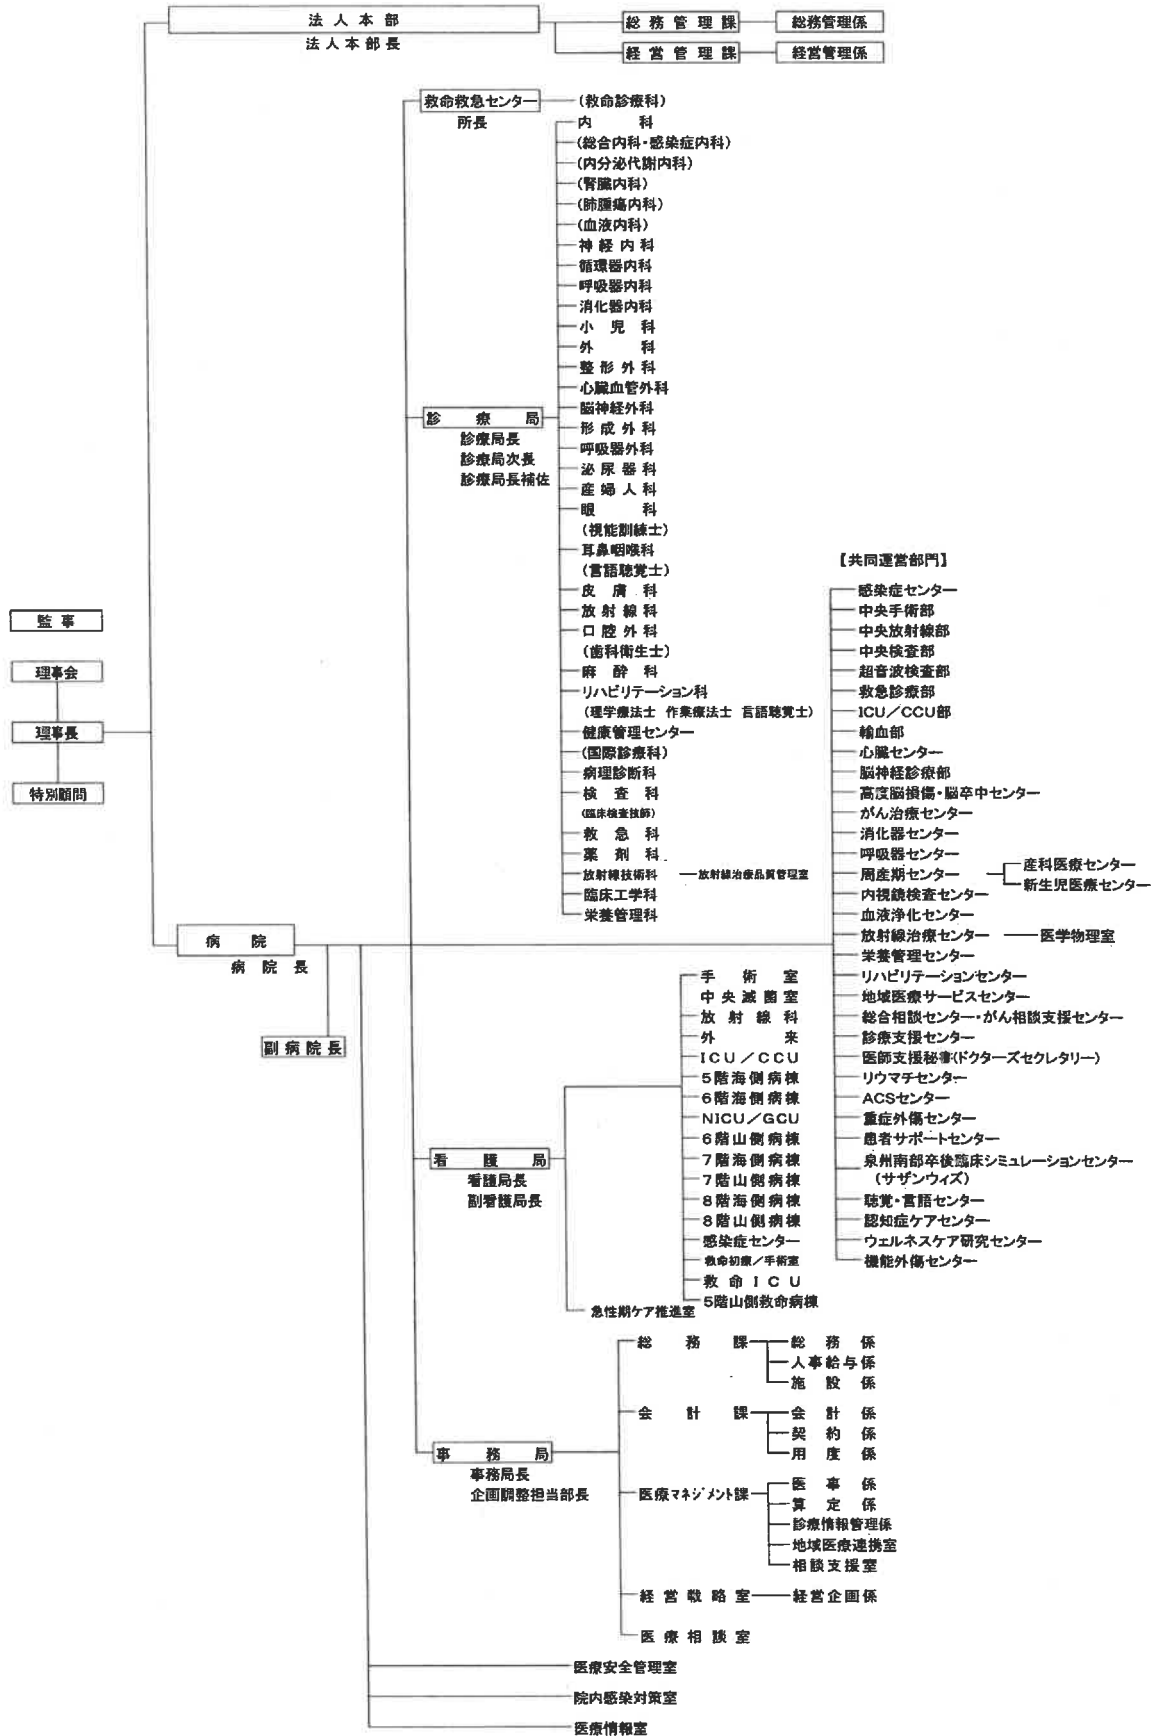 法人本部
法人本部長
総務管理課 総務管理係
経営管理課 経営管理係
監事
理事会
理事長
特別顧問
救命救急センター (救命診療科)
所長
診療局
診療局長
診療局次長
診療局長補佐
内科
(総合内科・感染症内科)
(内分泌代謝内科)
(腎臓内科)
(肺腫瘍内科)
(血液内科)
神経内科
循環器内科
呼吸器内科
消化器内科
小児科
外科
整形外科
心臓血管外科
脳神経外科
形成外科
呼吸器外科
泌尿器科
産婦人科
眼科
(視能訓練士)
耳鼻咽喉科
(言語聴覚士)
皮膚科
放射線科
口腔外科
(歯科衛生士)
麻酔科
リハビリテーション科
(理学療法士 作業療法士 言語聴覚士)
健康管理センター
(国際診療科)
病理診断科
検査科
(臨床検査技師)
救急科
薬剤科
放射線技術科 放射線治療品質管理室
臨床工学科
栄養管理科
病院
病院長
副病院長
【共同運営部門】
感染症センター
中央手術部
中央放射線部
中央検査部
超音波検査部
救急診療部
ICU/CCU部
輸血部
心臓センター
脳神経診療部
高度脳損傷・脳卒中センター
がん治療センター
消化器センター
呼吸器センター
周産期センター
産科医療センター
新生児医療センター
内視鏡検査センター
血液浄化センター
放射線治療センター 医学物理室
栄養管理センター
リハビリテーションセンター
地域医療サービスセンター
総合相談センター・がん相談支援センター
診療支援センター
医師支援秘書(ドクターズセクレタリー)
リウマチセンター
ACSセンター
重症外傷センター
患者サポートセンター
泉州南部卒後臨床シミュレーションセンター
(サザンウィズ)
聴覚・言語センター
認知症ケアセンター
ウェルネスケア研究センター
機能外傷センター
看護局
看護局長
副看護局長
手術室
中央滅菌室
放射線科
外来
ICU/CCU
5階海側病棟
6階海側病棟
NICU/GCU
6階山側病棟
7階海側病棟
7階山側病棟
8階海側病棟
8階山側病棟
感染症センター
救命初療/手術室
救命ICU
5階山側救命病棟
急性期ケア推進室
事務局
事務局長
企画調整担当部長
総務課 総務係
人事給与係
施設係
会計課 会計係
契約係
用度係
医療マネジメント課
医事係
算定係
診療情報管理係
地域医療連携室
相談支援室
経営戦略室 経営企画係
医療相談室
医療安全管理室
院内感染対策室
医療情報室